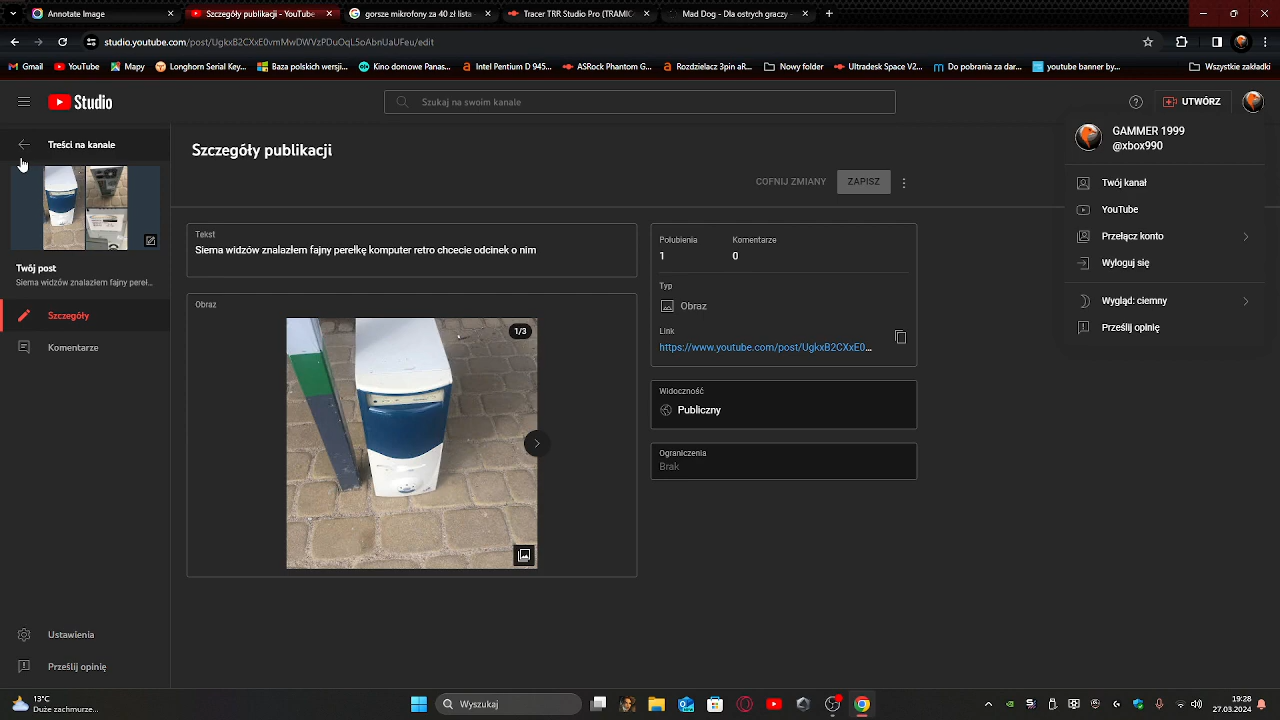 Annotate Image
Szczegóły publikacji - YouTube
gorsze mikrofony za 40 zł lista
Tracer TRR Studio Pro (TRAMIC
Mad Dog – Dla ostrych graczy
studio.youtube.com/post/UgkxB2CXxE0vmMwDWVzPDuOqL5oAbnUaUFeu/edit
Gmail
YouTube
Mapy
Longhorn Serial Key...
Baza polskich wersji...
Kino domowe Panas...
Intel Pentium D 945...
ASRock Phantom G...
Rozdzielacz 3pin aR...
Nowy folder
Ultradesk Space V2...
Do pobrania za dar...
youtube banner by...
Wszystkie zakładki
Studio
Szukaj na swoim kanale
UTWÓRZ
Treści na kanale
Twój post
Siema widzów znalazłem fajny pereł...
Szczegóły
Komentarze
Ustawienia
Prześlij opinię
Szczegóły publikacji
COFNIJ ZMIANY
ZAPISZ
Tekst
Siema widzów znalazłem fajny perełkę komputer retro chcecie odcinek o nim
Obraz
1/3
Polubienia
Komentarze
1
0
Typ
Obraz
Link
https://www.youtube.com/post/UgkxB2CXxE0...
Widoczność
Publiczny
Ograniczenia
Brak
GAMMER 1999
@xbox990
Twój kanał
YouTube
Przełącz konto
Wyloguj się
Wygląd: ciemny
Prześlij opinię
13°C
Duże zachmurze...
Wyszukaj
19:28
27.03.2024